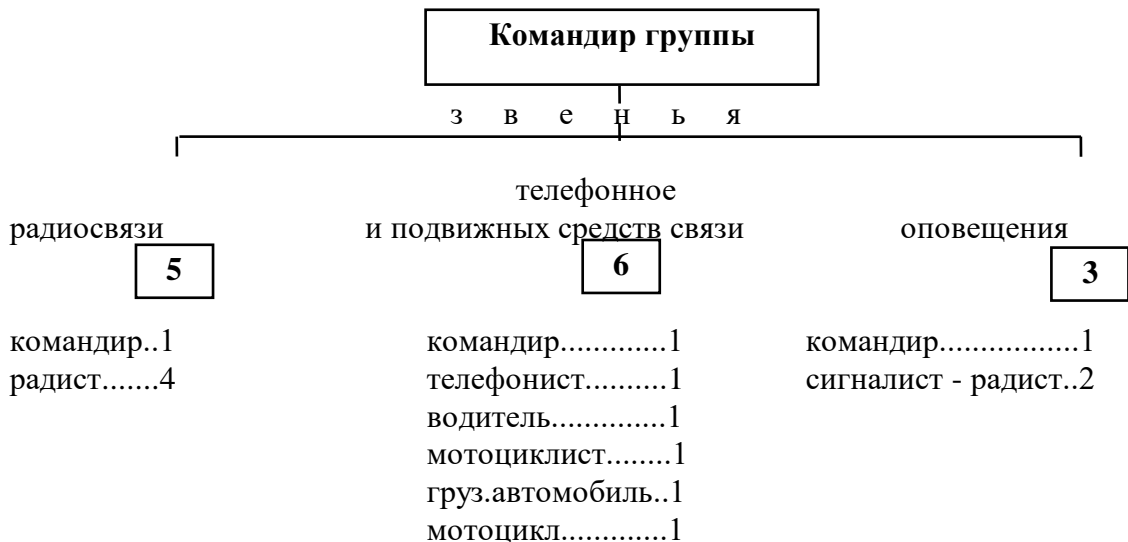 Командир группы
з в е н ь я
радиосвязи
5
командир..1
радист.......4
телефонное
и подвижных средств связи
6
командир.............1
телефонист..........1
водитель..............1
мотоциклист........1
груз.автомобиль..1
мотоцикл.............1
оповещения
3
командир.................1
сигналист - радист..2